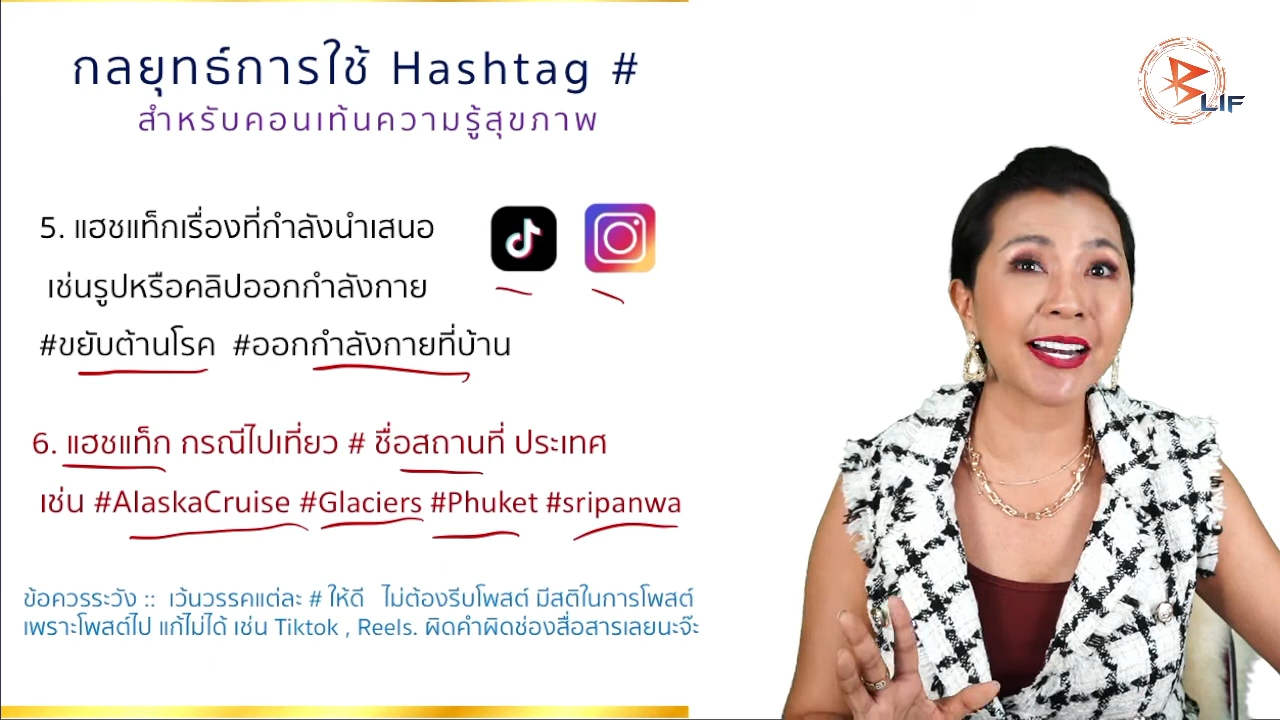 กลยุทธ์การใช้ Hashtag #
สำหรับคอนเท้นความรู้สุขภาพ
5. แฮชแท็กเรื่องที่กำลังนำเสนอ
เช่นรูปหรือคลิปออกกำลังกาย
#ขยับต้านโรค #ออกกำลังกายที่บ้าน
6. แฮชแท็ก กรณีไปเที่ยว # ชื่อสถานที่ ประเทศ
เช่น #AlaskaCruise #Glaciers #Phuket #sripanwa
ข้อควรระวัง :: เว้นวรรคแต่ละ # ให้ดี ไม่ต้องรีบโพสต์ มีสติในการโพสต์
เพราะโพสต์ไป แก้ไม่ได้ เช่น Tiktok , Reels. ผิดคำผิดช่องสื่อสารเลยนะจ๊ะ
BLIF